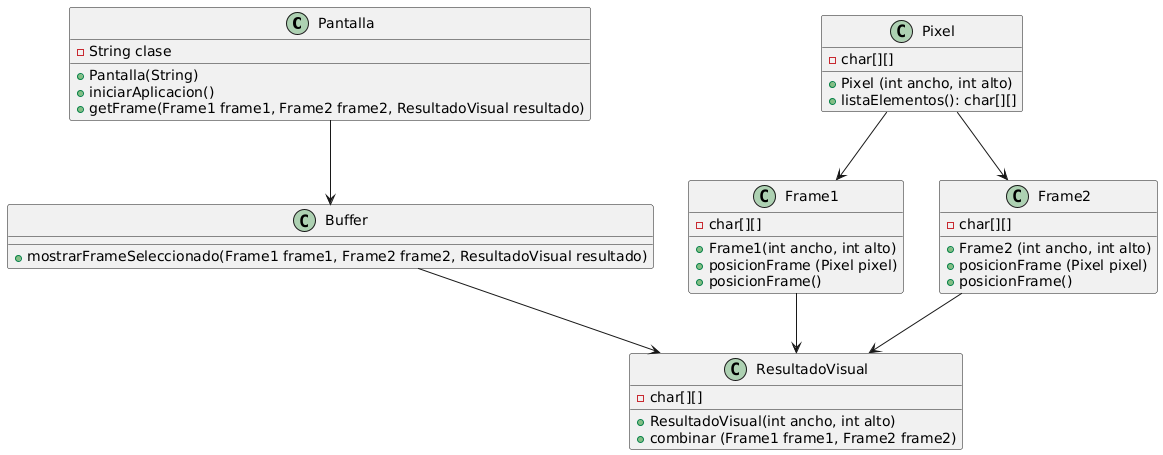 C Pantalla
String clase
Pantalla(String)
iniciarAplicacion()
getFrame(Frame1 frame1, Frame2 frame2, ResultadoVisual resultado)
C Pixel
char[][]
Pixel (int ancho, int alto)
listaElementos(): char[][]
C Buffer
mostrarFrameSeleccionado(Frame1 frame1, Frame2 frame2, ResultadoVisual resultado)
C Frame1
char[][]
Frame1(int ancho, int alto)
posicionFrame (Pixel pixel)
posicionFrame()
C Frame2
char[][]
Frame2 (int ancho, int alto)
posicionFrame (Pixel pixel)
posicionFrame()
C ResultadoVisual
char[][]
ResultadoVisual(int ancho, int alto)
combinar (Frame1 frame1, Frame2 frame2)